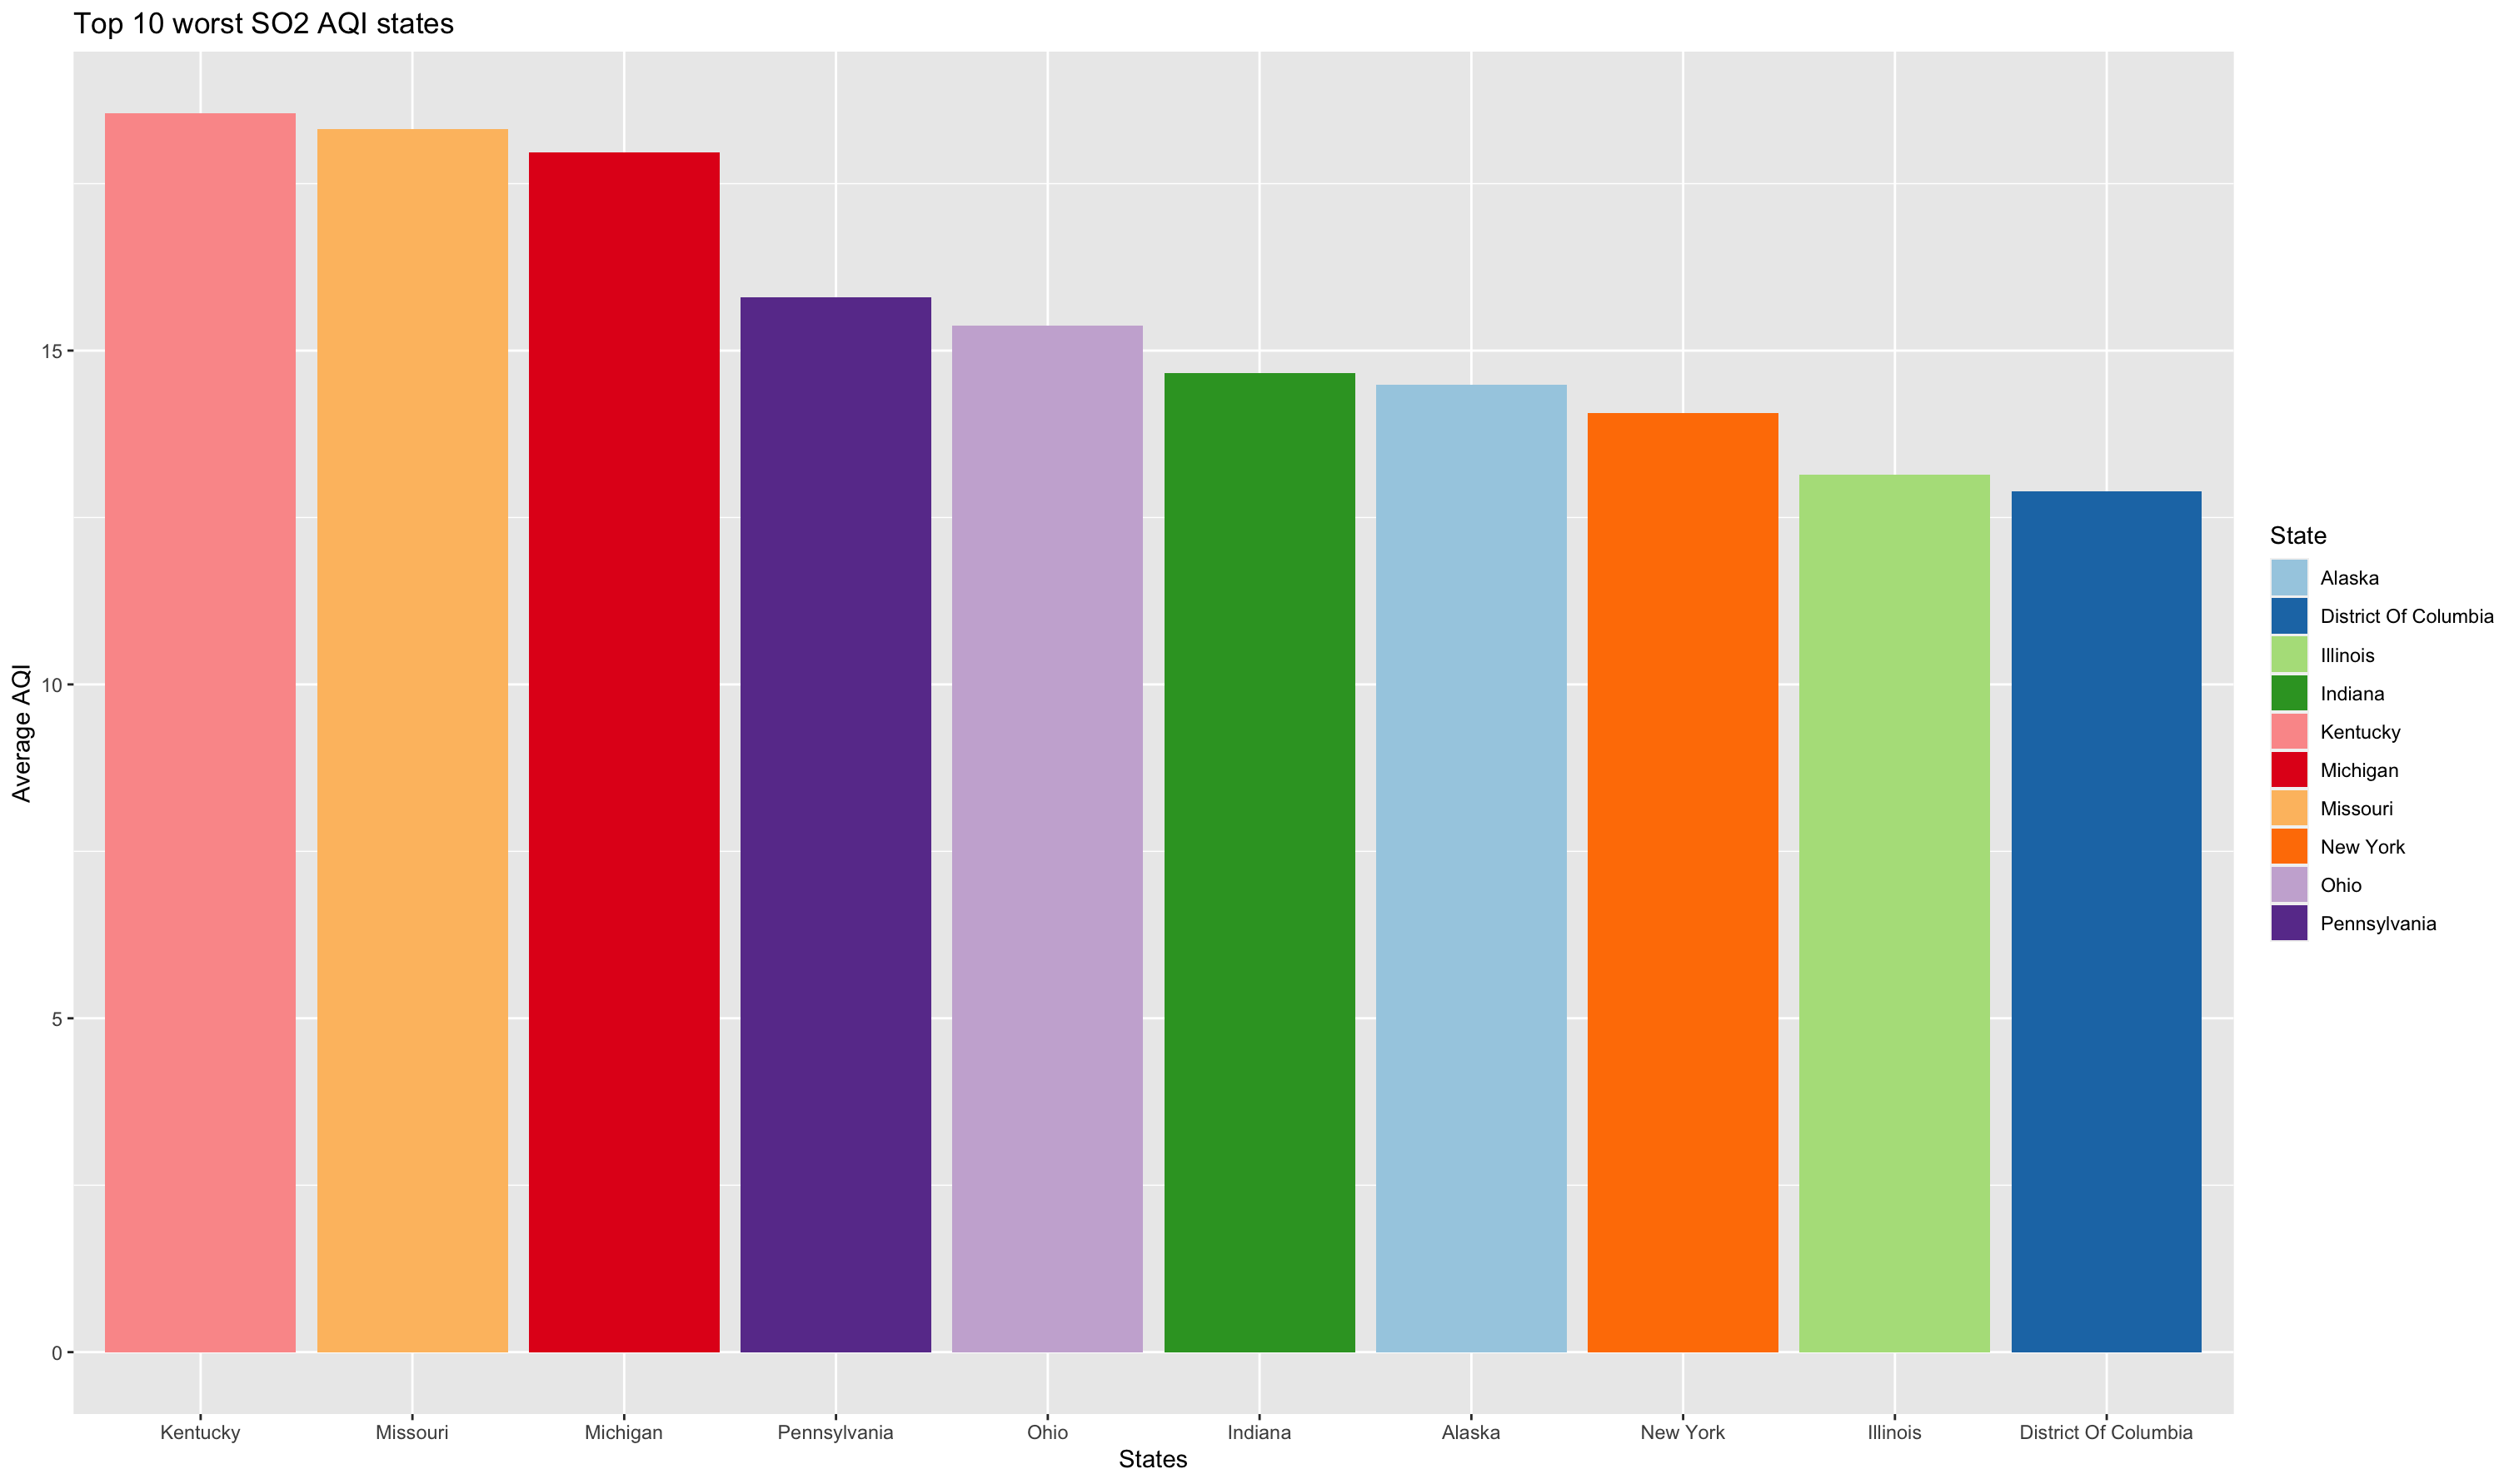 Top 10 worst SO2 AQI states
Average AQI
15
10
5
0
Kentucky
Missouri
Michigan
Pennsylvania
Ohio
Indiana
Alaska
New York
Illinois
District Of Columbia
States
State
Alaska
District Of Columbia
Illinois
Indiana
Kentucky
Michigan
Missouri
New York
Ohio
Pennsylvania